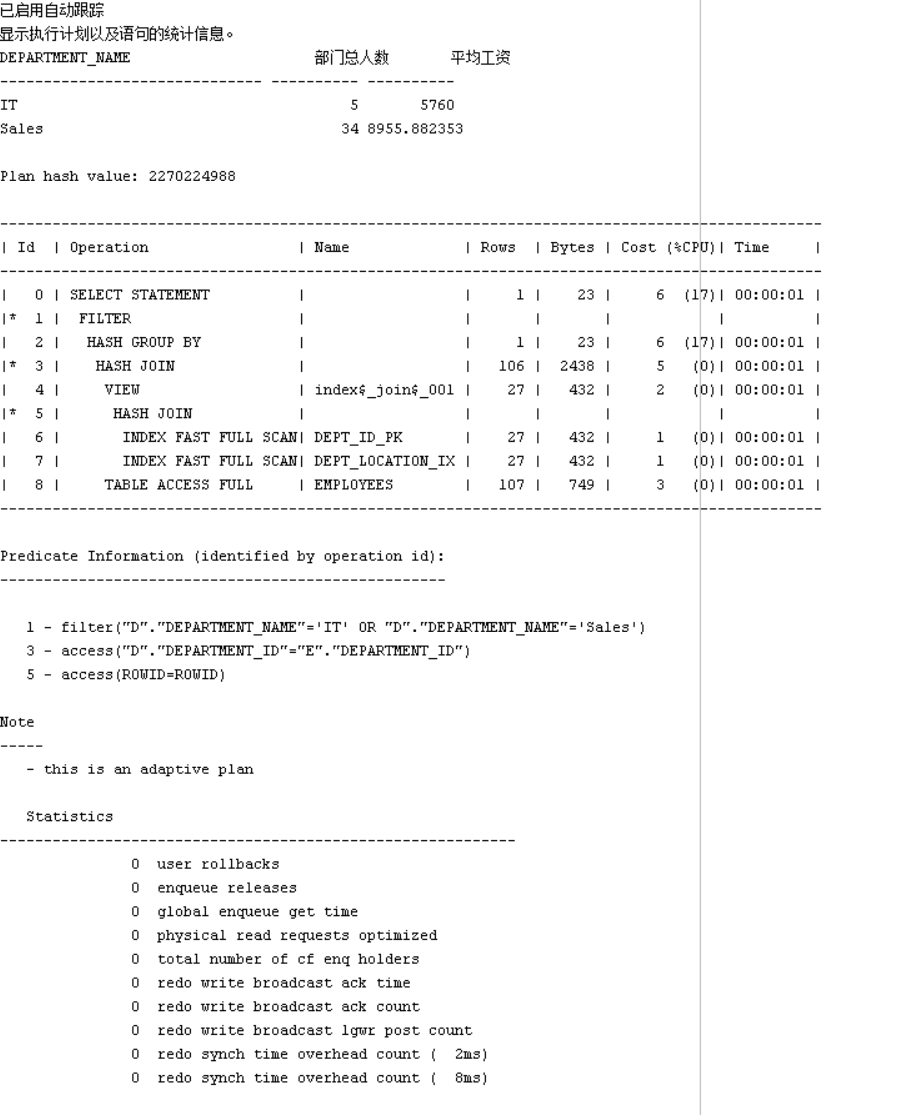 已启用自动跟踪
显示执行计划以及语句的统计信息。
DEPARTMENT_NAME                     部门总人数       平均工资
------------------------------ ---------- ----------
IT                                      5       5760
Sales                                  34 8955.882353

Plan hash value: 2270224988

----------------------------------------------------------------------------------------------
| Id  | Operation                 | Name              | Rows  | Bytes | Cost (%CPU)| Time     |
----------------------------------------------------------------------------------------------
|   0 | SELECT STATEMENT          |                   |     1 |    23 |     6  (17)| 00:00:01 |
|*  1 |  FILTER                   |                   |       |       |            |          |
|   2 |   HASH GROUP BY           |                   |     1 |    23 |     6  (17)| 00:00:01 |
|*  3 |    HASH JOIN              |                   |   106 |  2438 |     5   (0)| 00:00:01 |
|   4 |     VIEW                  | index$_join$_001  |    27 |   432 |     2   (0)| 00:00:01 |
|*  5 |      HASH JOIN            |                   |       |       |            |          |
|   6 |       INDEX FAST FULL SCAN| DEPT_ID_PK        |    27 |   432 |     1   (0)| 00:00:01 |
|   7 |       INDEX FAST FULL SCAN| DEPT_LOCATION_IX  |    27 |   432 |     1   (0)| 00:00:01 |
|   8 |     TABLE ACCESS FULL     | EMPLOYEES         |   107 |   749 |     3   (0)| 00:00:01 |
----------------------------------------------------------------------------------------------

Predicate Information (identified by operation id):
---------------------------------------------------

   1 - filter("D"."DEPARTMENT_NAME"='IT' OR "D"."DEPARTMENT_NAME"='Sales')
   3 - access("D"."DEPARTMENT_ID"="E"."DEPARTMENT_ID")
   5 - access(ROWID=ROWID)

Note
-----
   - this is an adaptive plan

   Statistics
-----------------------------------------------------------
               0  user rollbacks
               0  enqueue releases
               0  global enqueue get time
               0  physical read requests optimized
               0  total number of cf enq holders
               0  redo write broadcast ack time
               0  redo write broadcast ack count
               0  redo write broadcast lgwr post count
               0  redo synch time overhead count (  2ms)
               0  redo synch time overhead count (  8ms)